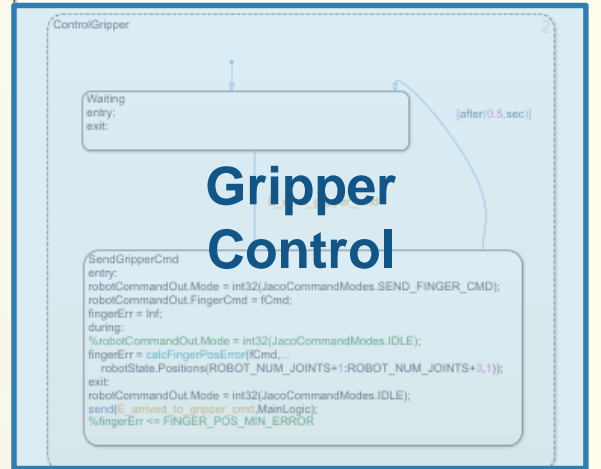 ControlGripper
2
Waiting
entry:
exit:
[after(0.5,sec)]
Gripper
Control
SendGripperCmd
entry:
robotCommandOut.Mode = int32(JacoCommandModes.SEND_FINGER_CMD);
robotCommandOut.FingerCmd = fCmd;
fingerErr = Inf;
during:
%robotCommandOut.Mode = int32(JacoCommandModes.IDLE);
fingerErr = calcFingerPosError(fCmd,...
robotState.Positions(ROBOT_NUM_JOINTS+1:ROBOT_NUM_JOINTS+3,1));
exit:
robotCommandOut.Mode = int32(JacoCommandModes.IDLE);
send(E_arrived_to_gripper_cmd,MainLogic);
%fingerErr <= FINGER_POS_MIN_ERROR